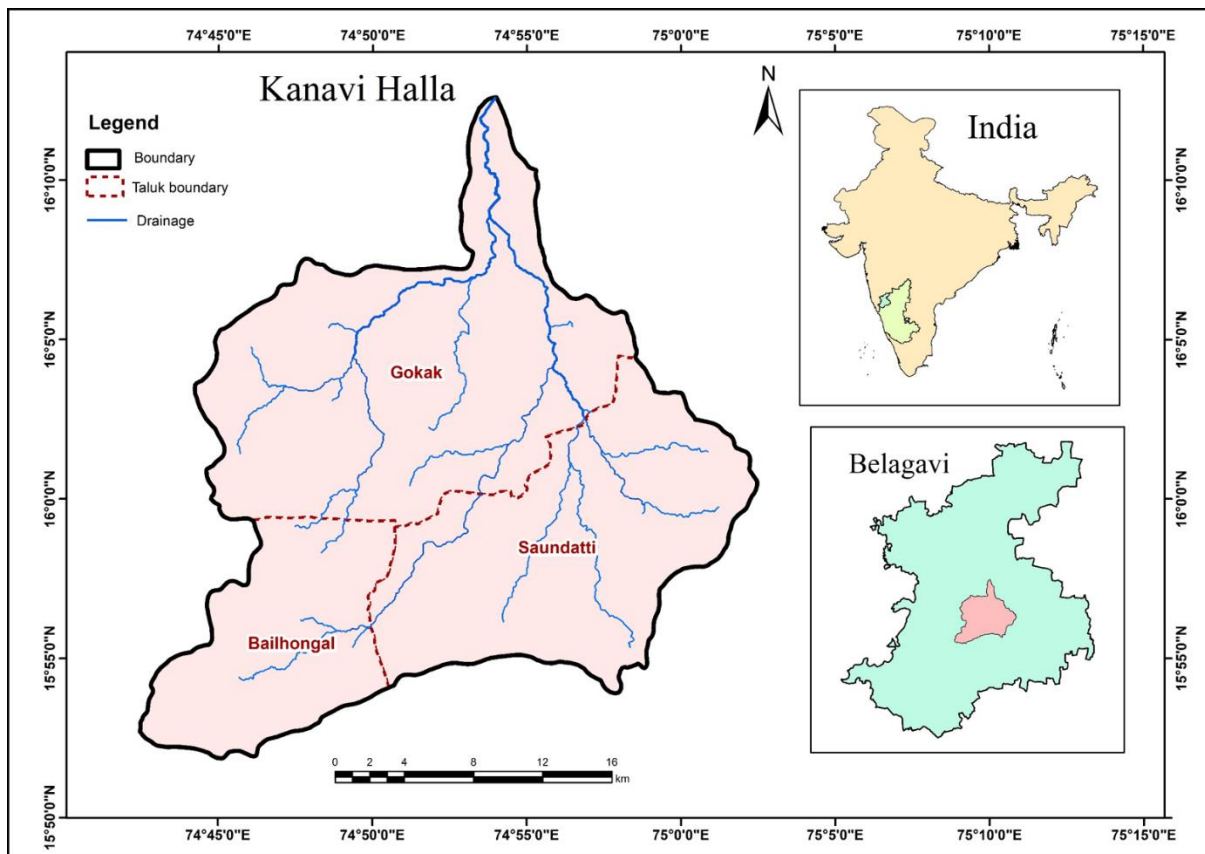 74°45'0"E 74°50'0"E 74°55'0"E 75°0'0"E 75°5'0"E 75°10'0"E 75°15'0"E
Kanavi Halla
N
India
Legend
Boundary
Taluk boundary
Drainage
16°10'0"N
16°10'0"N
16°5'0"N
16°5'0"N
Gokak
Belagavi
16°0'0"N
16°0'0"N
Saundatti
Bailhongal
15°55'0"N
15°55'0"N
0 2 4 8 12 16
km
15°50'0"N
74°45'0"E 74°50'0"E 74°55'0"E 75°0'0"E 75°5'0"E 75°10'0"E 75°15'0"E